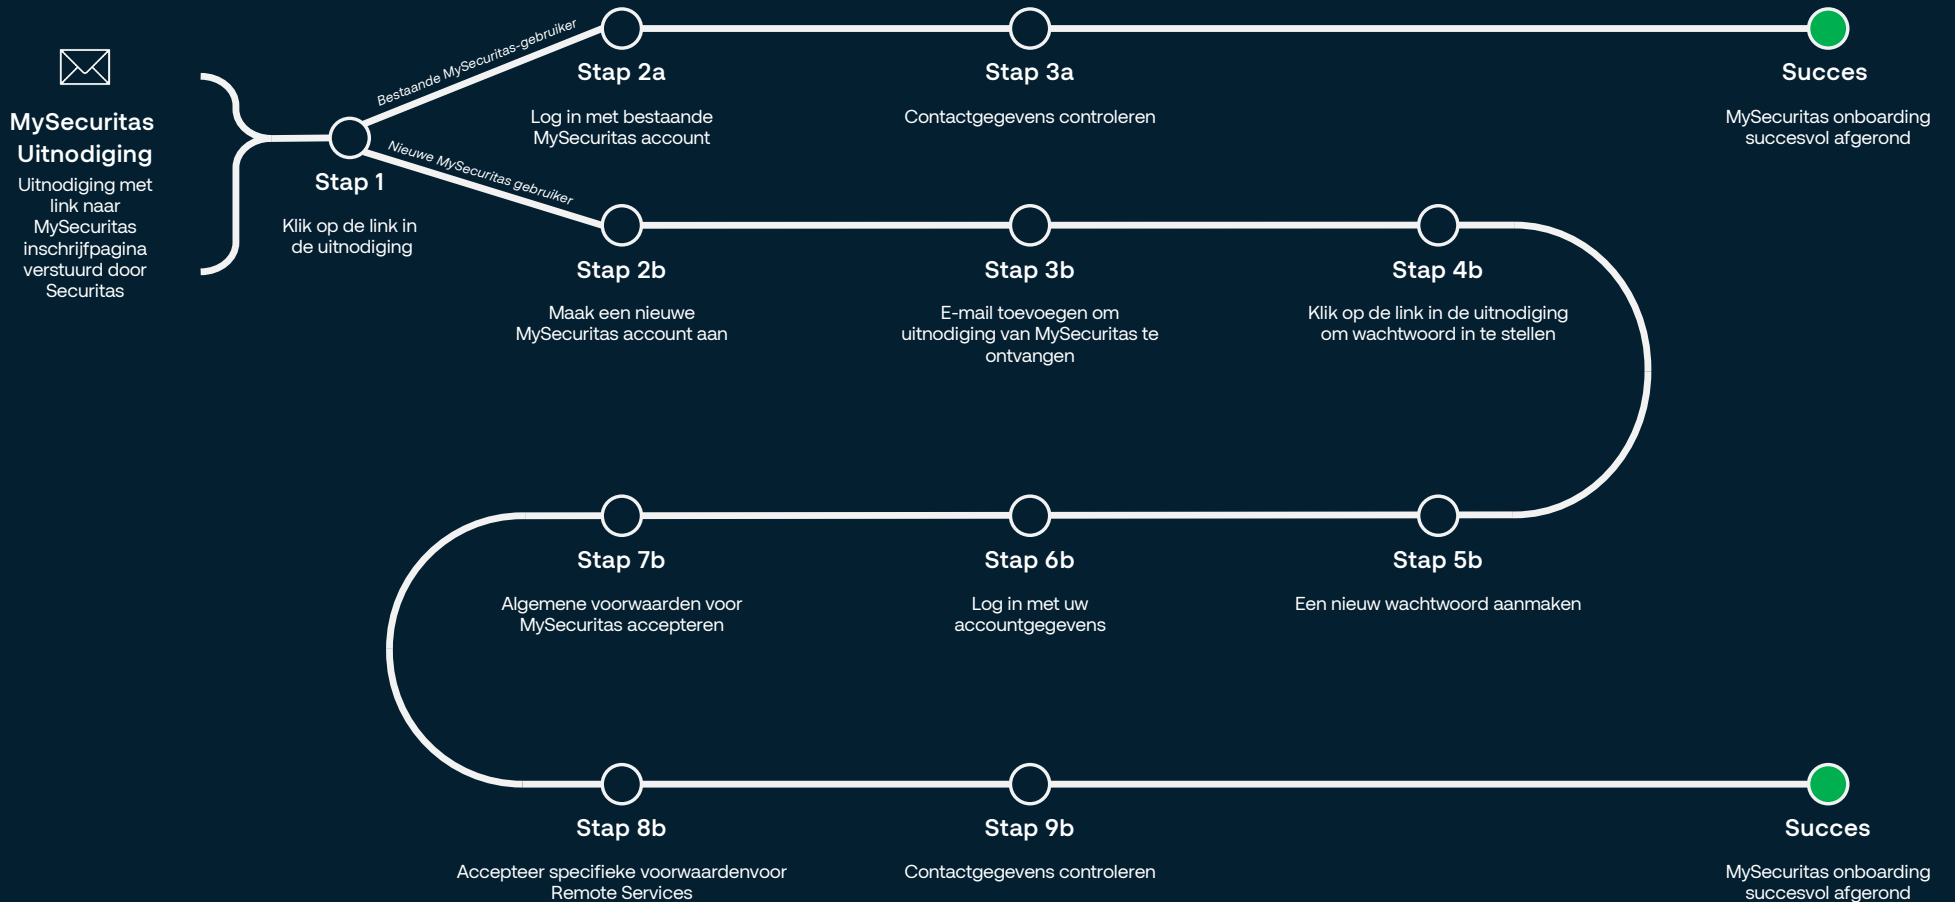 MySecuritas
Uitnodiging
Uitnodiging met
link naar
MySecuritas
inschrijfpagina
verstuurd door
Securitas
Stap 1
Klik op de link in
de uitnodiging
Bestaande MySecuritas-gebruiker
Stap 2a
Log in met bestaande
MySecuritas account
Stap 3a
Contactgegevens controleren
Succes
MySecuritas onboarding
succesvol afgerond
Nieuwe MySecuritas gebruiker
Stap 2b
Maak een nieuwe
MySecuritas account aan
Stap 3b
E-mail toevoegen om
uitnodiging van MySecuritas te
ontvangen
Stap 4b
Klik op de link in de uitnodiging
om wachtwoord in te stellen
Stap 5b
Een nieuw wachtwoord aanmaken
Stap 6b
Log in met uw
accountgegevens
Stap 7b
Algemene voorwaarden voor
MySecuritas accepteren
Stap 8b
Accepteer specifieke voorwaardenvoor
Remote Services
Stap 9b
Contactgegevens controleren
Succes
MySecuritas onboarding
succesvol afgerond